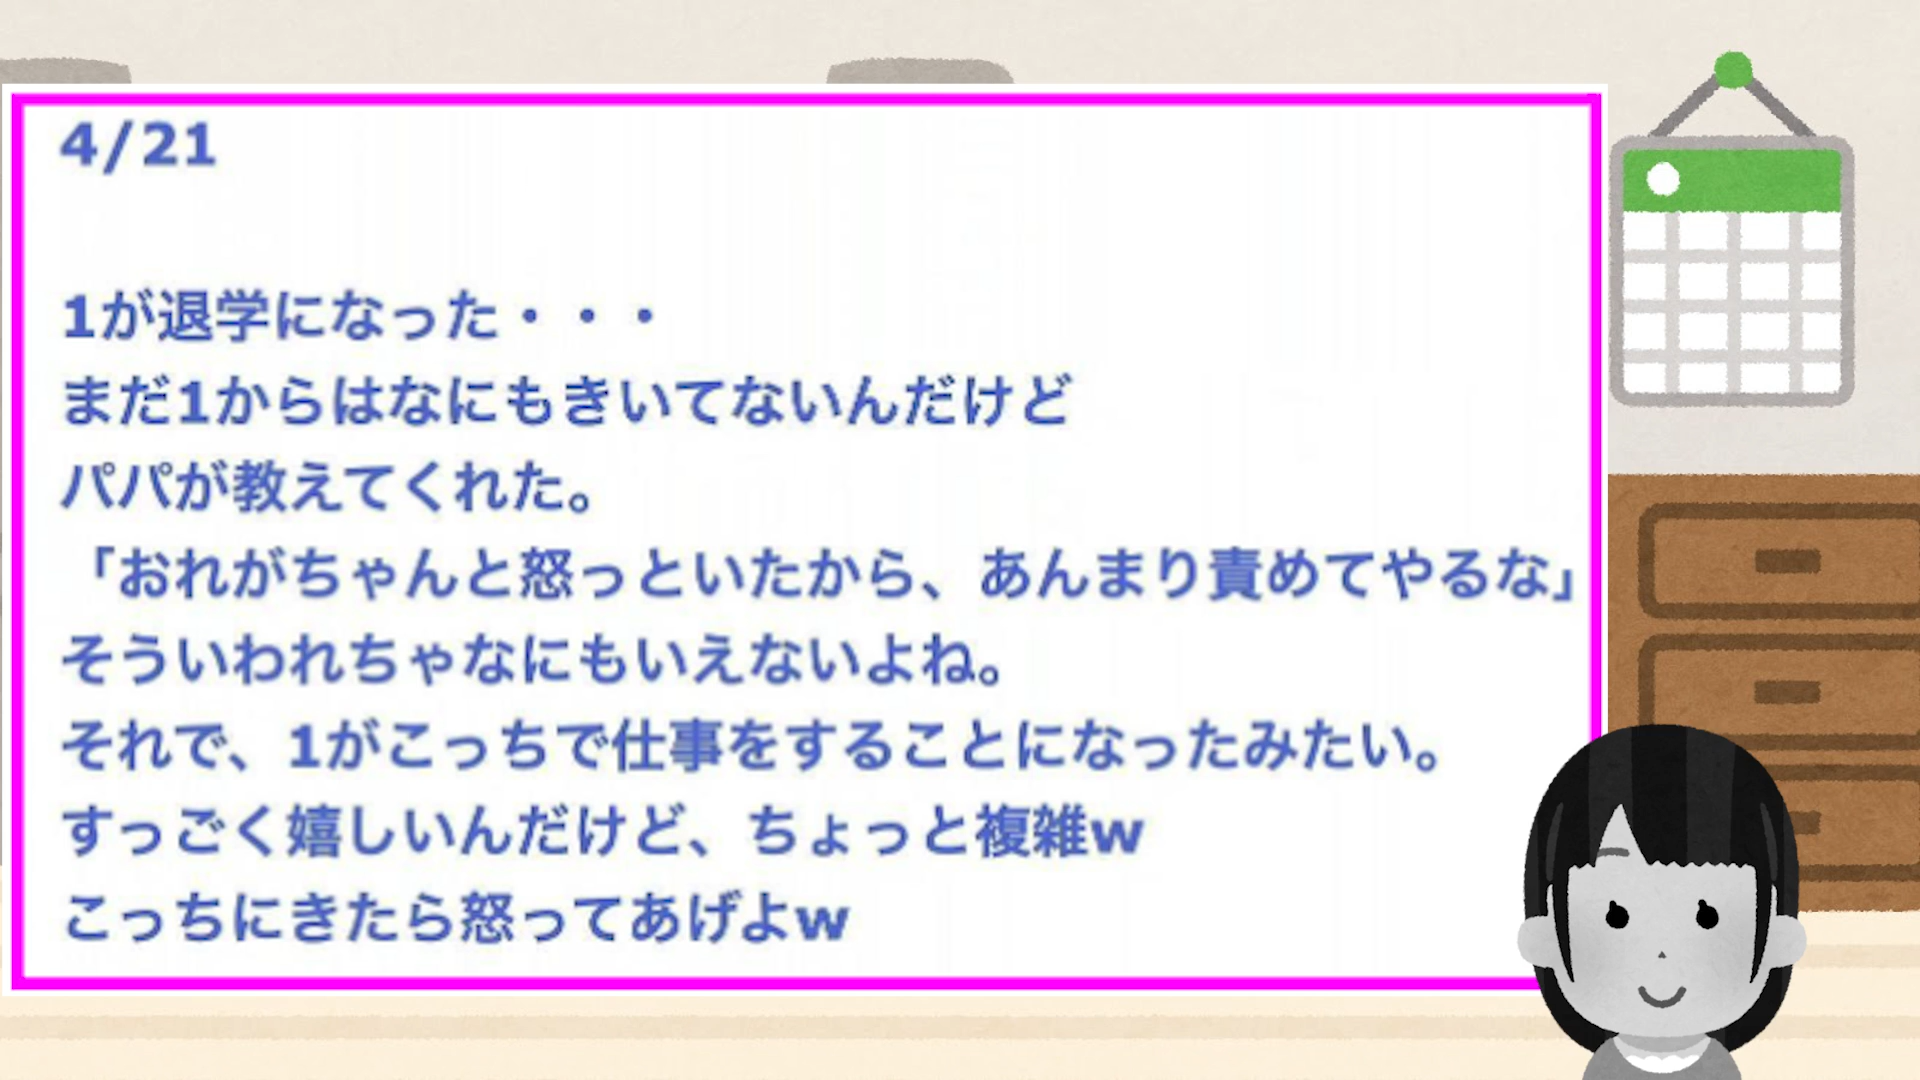 4/21
1が退学になった・・・
まだ1からはなにもきいてないんだけど
パパが教えてくれた。
「おれがちゃんと怒っといたから、あんまり責めてやるな」
そういわれちゃなにもいえないよね。
それで、1がこっちで仕事をすることになったみたい。
すっごく嬉しいんだけど、ちょっと複雑w
こっちにきたら怒ってあげよw